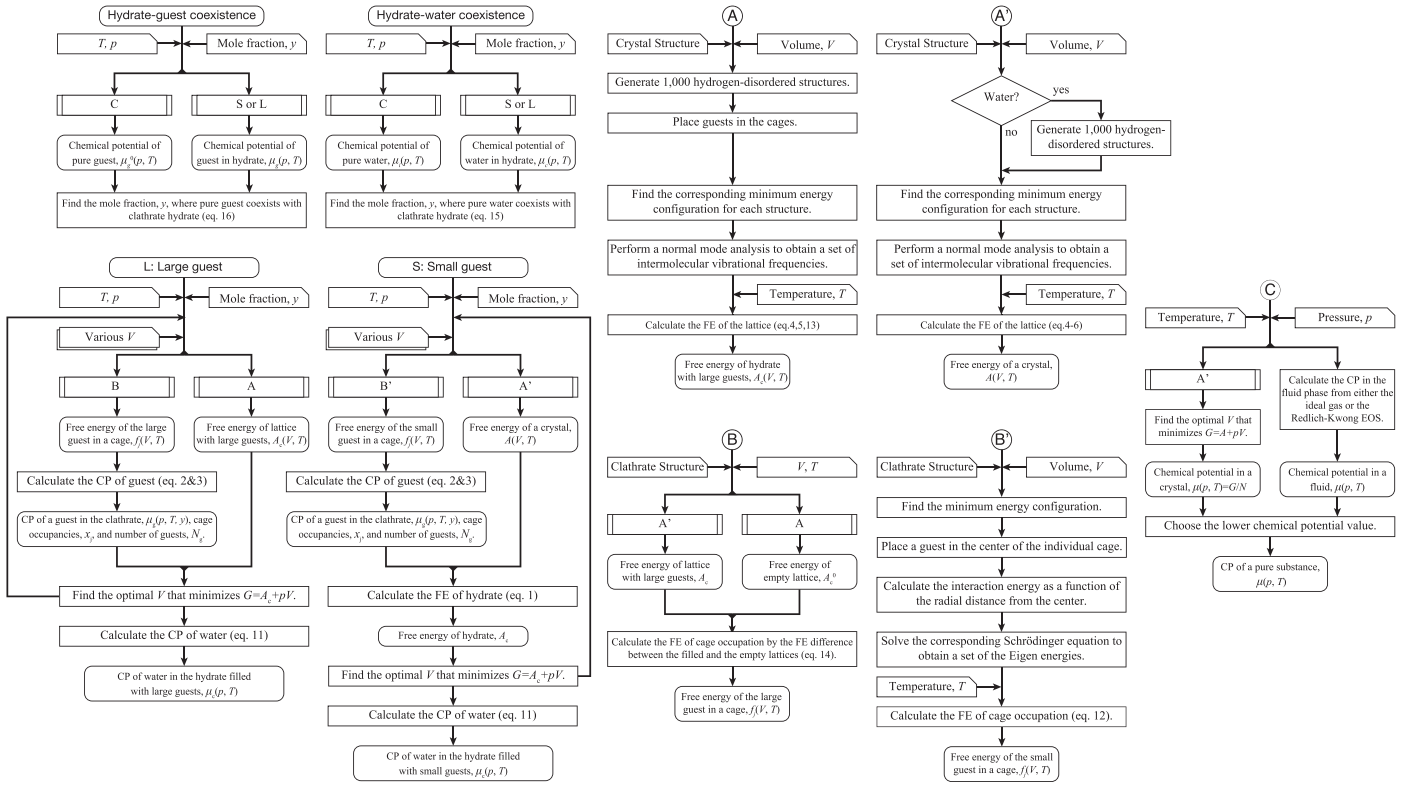 Hydrate-guest coexistence
T, p
Mole fraction, y
C
S or L
Chemical potential of
pure guest, μg⁰(p, T)
Chemical potential of
guest in hydrate, μg(p, T)
Find the mole fraction, y, where pure guest coexists with
clathrate hydrate (eq. 16)
Hydrate-water coexistence
T, p
Mole fraction, y
C
S or L
Chemical potential of
pure water, μi(p, T)
Chemical potential of
water in hydrate, μc(p, T)
Find the mole fraction, y, where pure water coexists with
clathrate hydrate (eq. 15)
L: Large guest
T, p
Mole fraction, y
Various V
B
A
Free energy of the large
guest in a cage, fj(V, T)
Free energy of lattice
with large guests, Ac(V, T)
Calculate the CP of guest (eq. 2&3)
CP of a guest in the clathrate, μg(p, T, y), cage
occupancies, xj, and number of guests, Ng.
Find the optimal V that minimizes G=Ac+pV.
Calculate the CP of water (eq. 11)
CP of water in the hydrate filled
with large guests, μc(p, T)
S: Small guest
T, p
Mole fraction, y
Various V
B’
A’
Free energy of the small
guest in a cage, fj(V, T)
Free energy of a crystal,
A(V, T)
Calculate the CP of guest (eq. 2&3)
CP of a guest in the clathrate, μg(p, T, y), cage
occupancies, xj, and number of guests, Ng.
Calculate the FE of hydrate (eq. 1)
Free energy of hydrate, Ac
Find the optimal V that minimizes G=Ac+pV.
Calculate the CP of water (eq. 11)
CP of water in the hydrate filled
with small guests, μc(p, T)
A
Crystal Structure
Volume, V
Generate 1,000 hydrogen-disordered structures.
Place guests in the cages.
Find the corresponding minimum energy
configuration for each structure.
Perform a normal mode analysis to obtain a set of
intermolecular vibrational frequencies.
Temperature, T
Calculate the FE of the lattice (eq.4,5,13)
Free energy of hydrate
with large guests, Ac(V, T)
A’
Crystal Structure
Volume, V
Water?
yes
no
Generate 1,000 hydrogen-
disordered structures.
Find the corresponding minimum energy
configuration for each structure.
Perform a normal mode analysis to obtain a
set of intermolecular vibrational frequencies.
Temperature, T
Calculate the FE of the lattice (eq.4-6)
Free energy of a crystal,
A(V, T)
B
Clathrate Structure
V, T
A’
A
Free energy of lattice
with large guests, Ac
Free energy of
empty lattice, Ac⁰
Calculate the FE of cage occupation by the FE difference
between the filled and the empty lattices (eq. 14).
Free energy of the large
guest in a cage, fj(V, T)
B’
Clathrate Structure
Volume, V
Find the minimum energy configuration.
Place a guest in the center of the individual cage.
Calculate the interaction energy as a function of
the radial distance from the center.
Solve the corresponding Schrödinger equation to
obtain a set of the Eigen energies.
Temperature, T
Calculate the FE of cage occupation (eq. 12).
Free energy of the small
guest in a cage, fj(V, T)
C
Temperature, T
Pressure, p
A’
Find the optimal V that
minimizes G=A+pV.
Chemical potential in a
crystal, μ(p, T)=G/N
Calculate the CP in the
fluid phase from either the
ideal gas or the
Redlich-Kwong EOS.
Chemical potential in a
fluid, μ(p, T)
Choose the lower chemical potential value.
CP of a pure substance,
μ(p, T)